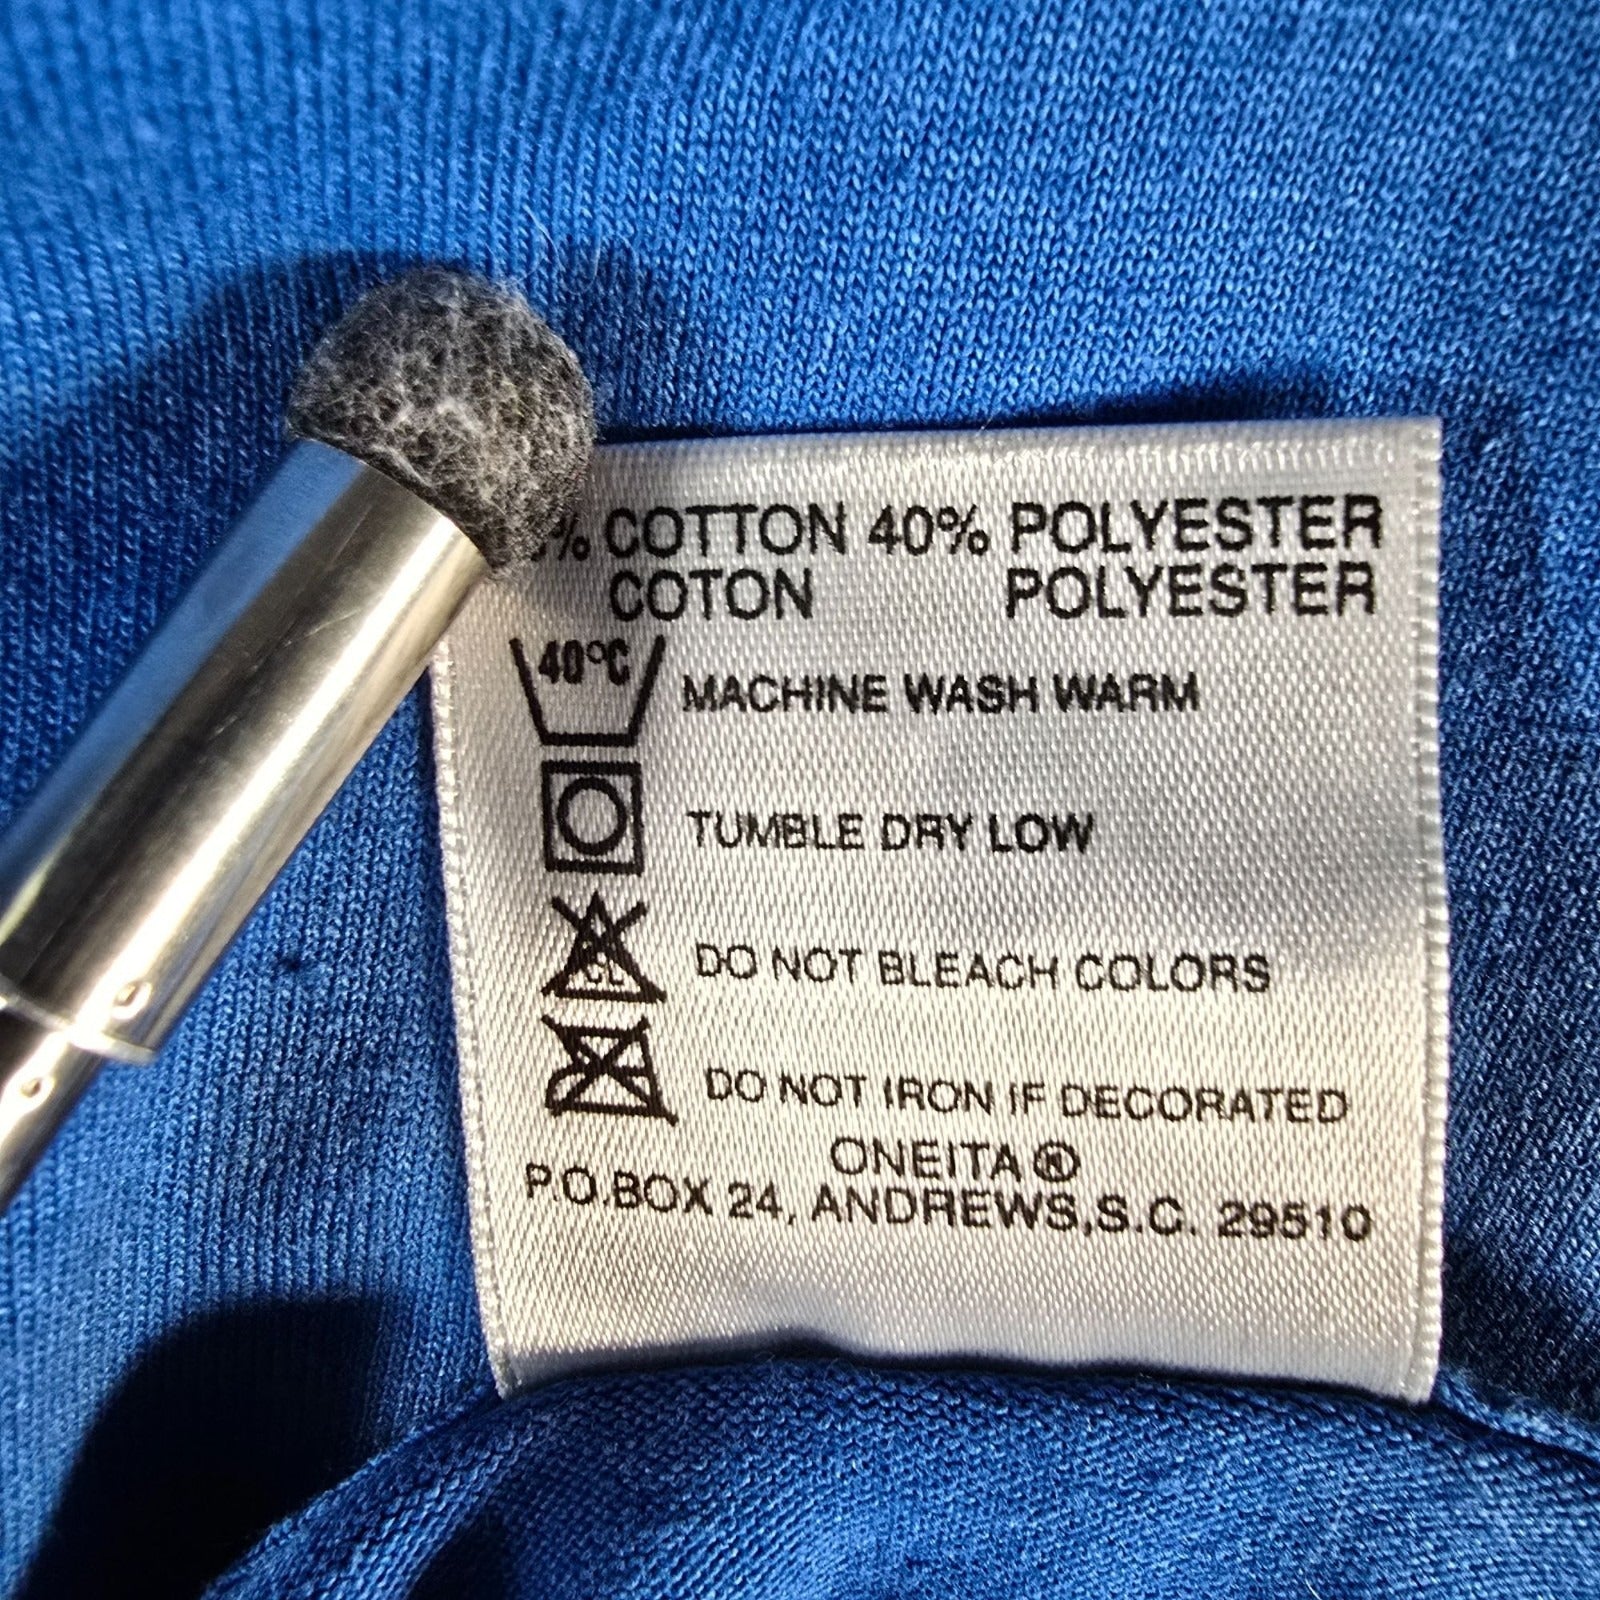 % COTTON 40% POLYESTER
COTON POLYESTER
40°C MACHINE WASH WARM
TUMBLE DRY LOW
DO NOT BLEACH COLORS
DO NOT IRON IF DECORATED
ONEITA®
P.O.BOX 24, ANDREWS,S.C. 29510